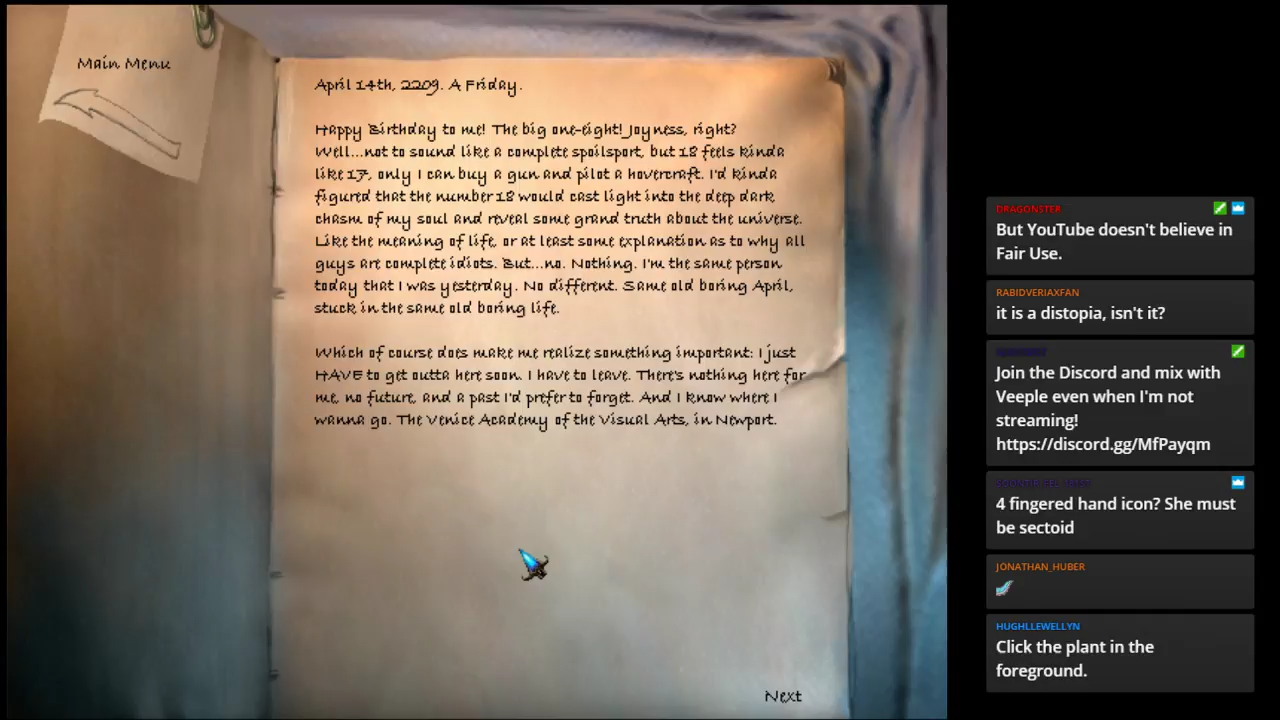 Main Menu
April 14th, 2209. A Friday.
Happy Birthday to me! The big one-eight! Joyness, right?
Well...not to sound like a complete spoilsport, but 18 feels kinda
like 17, only I can buy a gun and pilot a hovercraft. I'd kinda
figured that the number 18 would cast light into the deep dark
chasm of my soul and reveal some grand truth about the universe.
Like the meaning of life, or at least some explanation as to why all
guys are complete idiots. But...no. Nothing. I'm the same person
today that I was yesterday. No different. Same old boring April,
stuck in the same old boring life.
Which of course does make me realize something important: I just
HAVE to get outta here soon. I have to leave. There's nothing here for
me, no future, and a past I'd prefer to forget. And I know where I
wanna go. The Venice Academy of the Visual Arts, in Newport.
Next
DRAGONSTER
But YouTube doesn't believe in
Fair Use.
RABIDVERIAXFAN
it is a distopia, isn't it?
Join the Discord and mix with
Veeple even when I'm not
streaming!
https://discord.gg/MfPayqm
4 fingered hand icon? She must
be sectoid
JONATHAN_HUBER
HUGHLLEWELLYN
Click the plant in the
foreground.